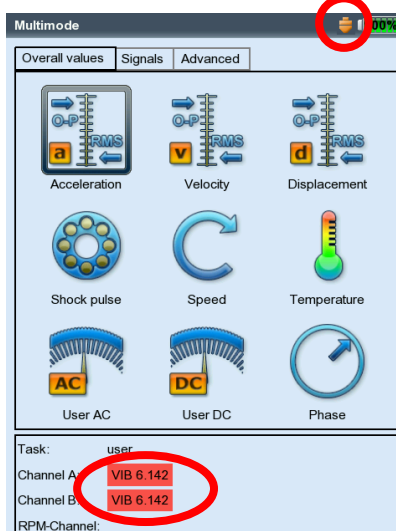 Multimode 00%
Overall values Signals Advanced
O-P RMS a O-P RMS v O-P RMS d
Acceleration Velocity Displacement
Shock pulse Speed Temperature
AC DC
User AC User DC Phase
Task: user
Channel A: VIB 6.142
Channel B: VIB 6.142
RPM-Channel: